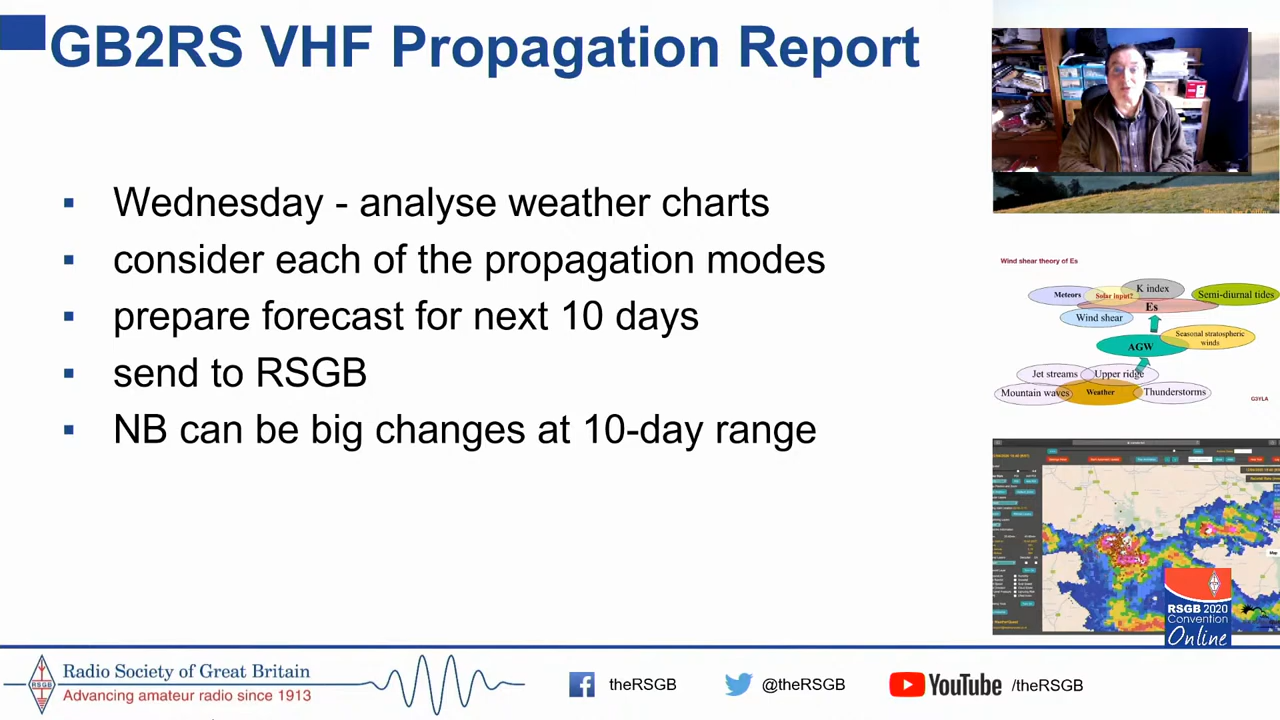 GB2RS VHF Propagation Report
Wednesday - analyse weather charts
consider each of the propagation modes
prepare forecast for next 10 days
send to RSGB
NB can be big changes at 10-day range
Wind shear theory of Es
Meteors
Solar input?
K index
Semi-diurnal tides
Es
Wind shear
Seasonal stratospheric
winds
AGW
Jet streams
Upper ridge
Mountain waves
Weather
Thunderstorms
G3YLA
RSGB 2020
Convention
Online
RSGB
Radio Society of Great Britain
Advancing amateur radio since 1913
theRSGB
@theRSGB
YouTube /theRSGB